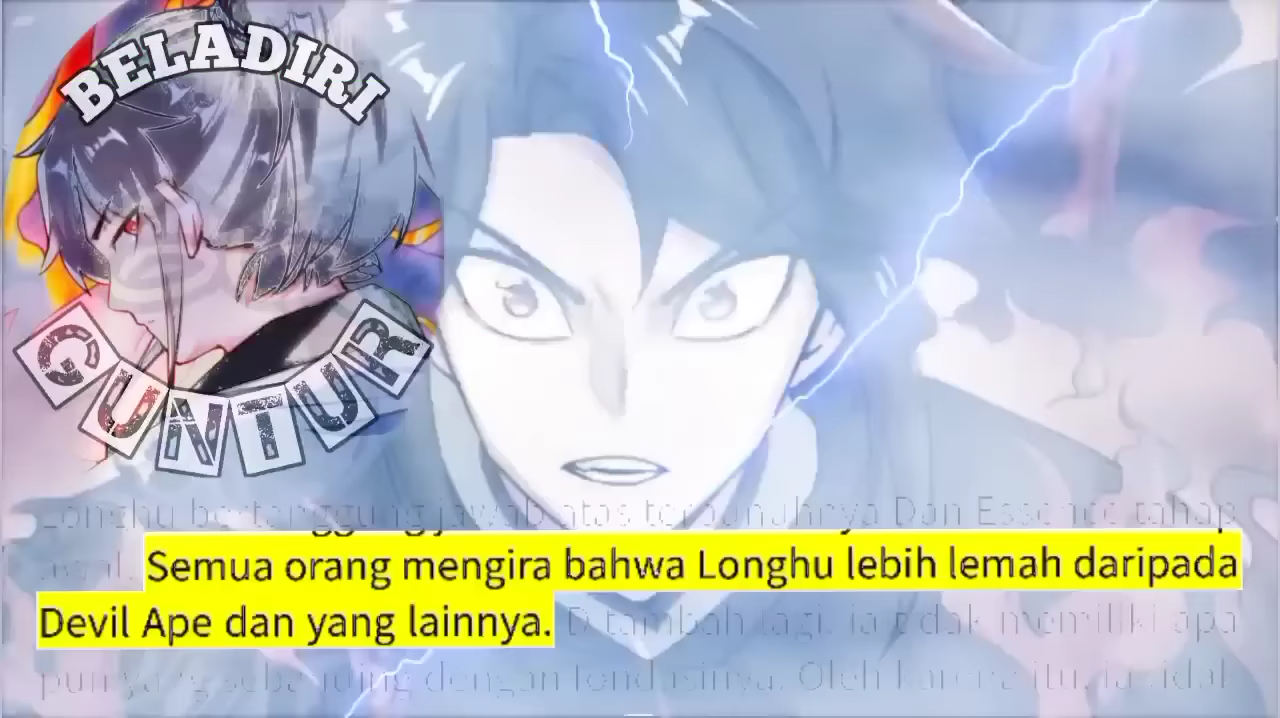 BELADIRI
GUNTUR
Longhu bertanggung jawab atas terbunuhnya Dan Essence tahap
awal. Semua orang mengira bahwa Longhu lebih lemah daripada
Devil Ape dan yang lainnya. Ditambah lagi, ia tidak memiliki apa
pun yang sebanding dengan fondasinya. Oleh karena itu, ia tidak